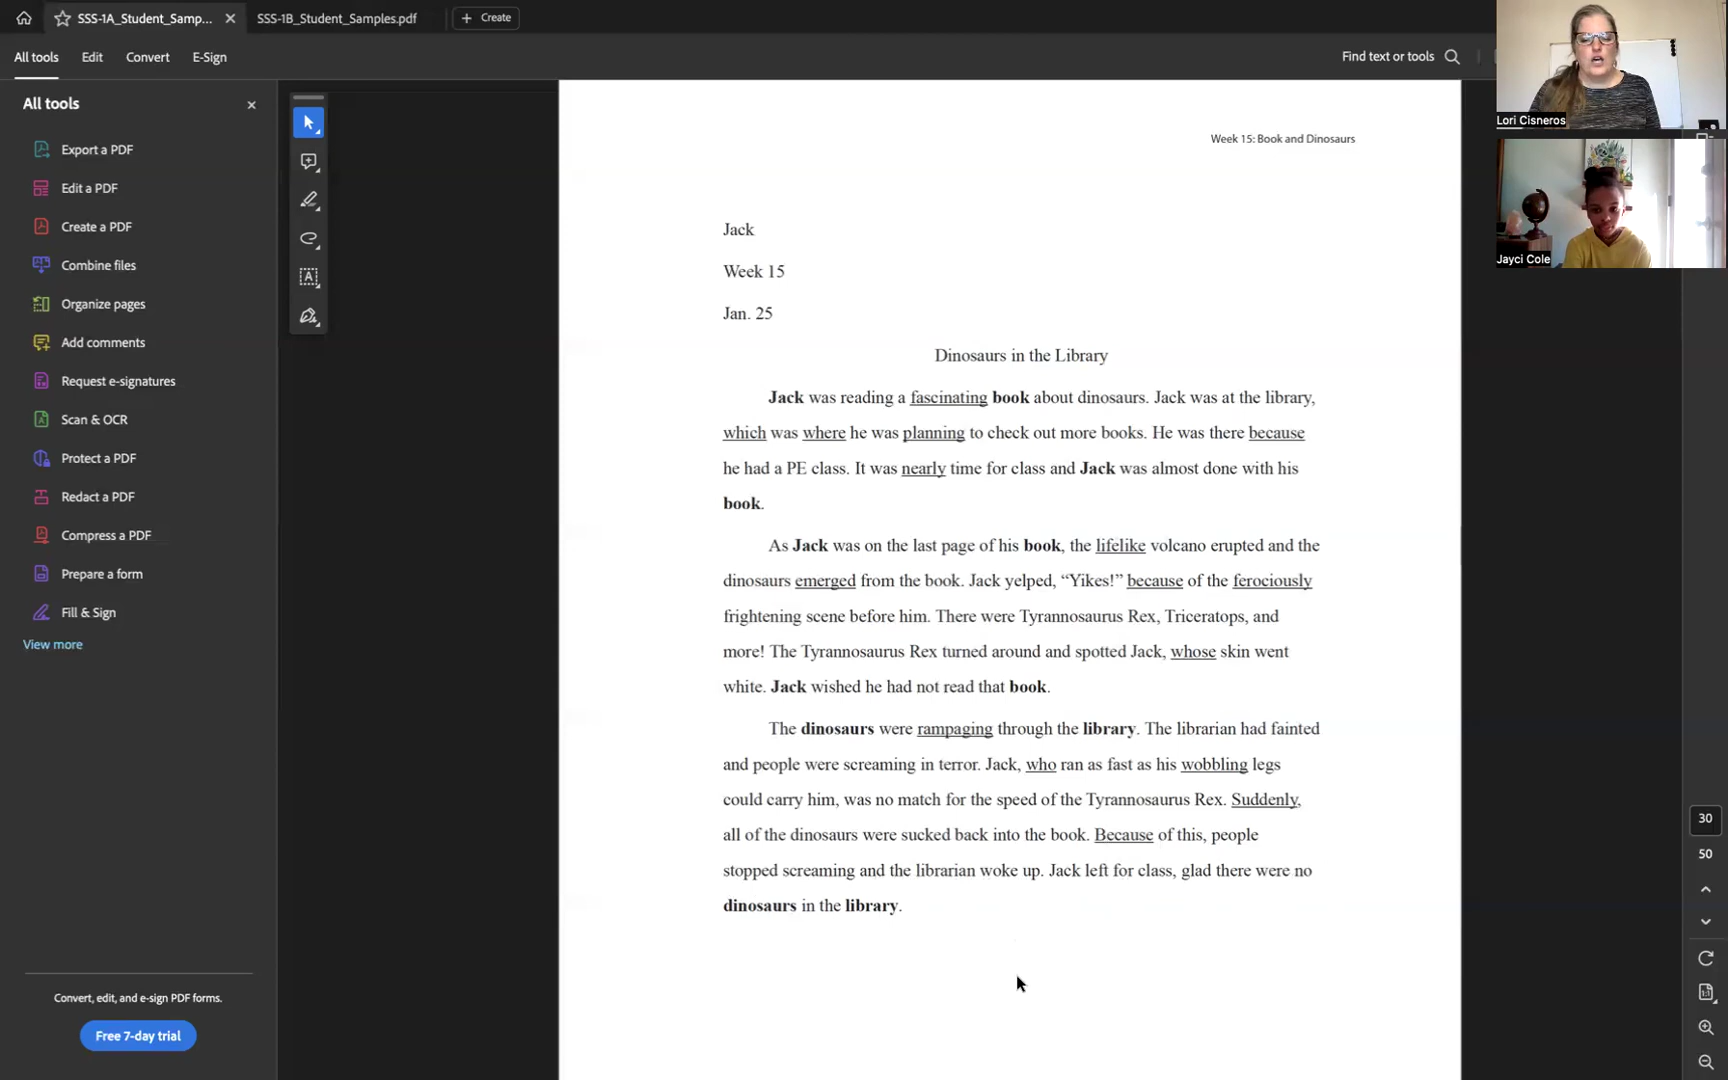 SSS-1A_Student_Samp...
SSS-1B_Student_Samples.pdf
Create
All tools
Edit
Convert
E-Sign
Find text or tools
All tools
Export a PDF
Edit a PDF
Create a PDF
Combine files
Organize pages
Add comments
Request e-signatures
Scan & OCR
Protect a PDF
Redact a PDF
Compress a PDF
Prepare a form
Fill & Sign
View more
Convert, edit, and e-sign PDF forms.
Free 7-day trial
Week 15: Book and Dinosaurs
Jack
Week 15
Jan. 25
Dinosaurs in the Library
Jack was reading a fascinating book about dinosaurs. Jack was at the library,
which was where he was planning to check out more books. He was there because
he had a PE class. It was nearly time for class and Jack was almost done with his
book.
As Jack was on the last page of his book, the lifelike volcano erupted and the
dinosaurs emerged from the book. Jack yelped, “Yikes!” because of the ferociously
frightening scene before him. There were Tyrannosaurus Rex, Triceratops, and
more! The Tyrannosaurus Rex turned around and spotted Jack, whose skin went
white. Jack wished he had not read that book.
The dinosaurs were rampaging through the library. The librarian had fainted
and people were screaming in terror. Jack, who ran as fast as his wobbling legs
could carry him, was no match for the speed of the Tyrannosaurus Rex. Suddenly,
all of the dinosaurs were sucked back into the book. Because of this, people
stopped screaming and the librarian woke up. Jack left for class, glad there were no
dinosaurs in the library.
Lori Cisneros
Jayci Cole
30
50